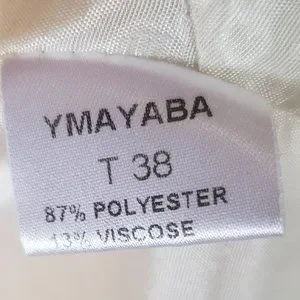 YMAYABA
T 38
87% POLYESTER
13% VISCOSE